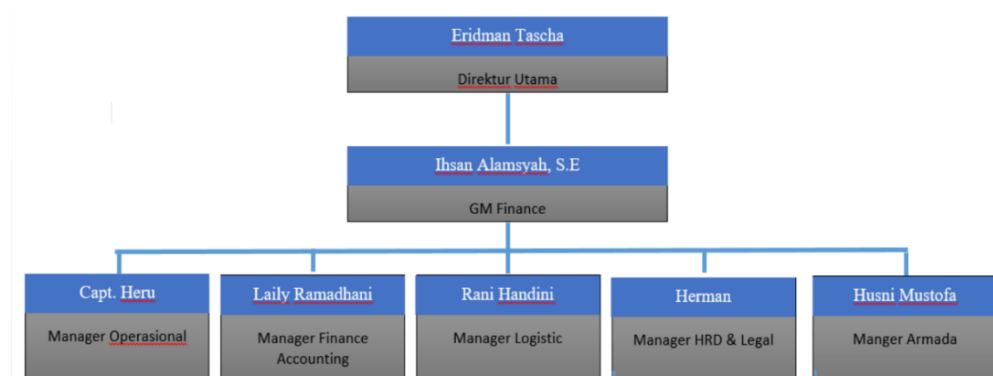 Eridman Tascha
Direktur Utama
Ihsan Alamsyah, S.E
GM Finance
Capt. Heru
Manager Operasional
Laily Ramadhani
Manager Finance
Accounting
Rani Handini
Manager Logistic
Herman
Manager HRD & Legal
Husni Mustofa
Manger Armada